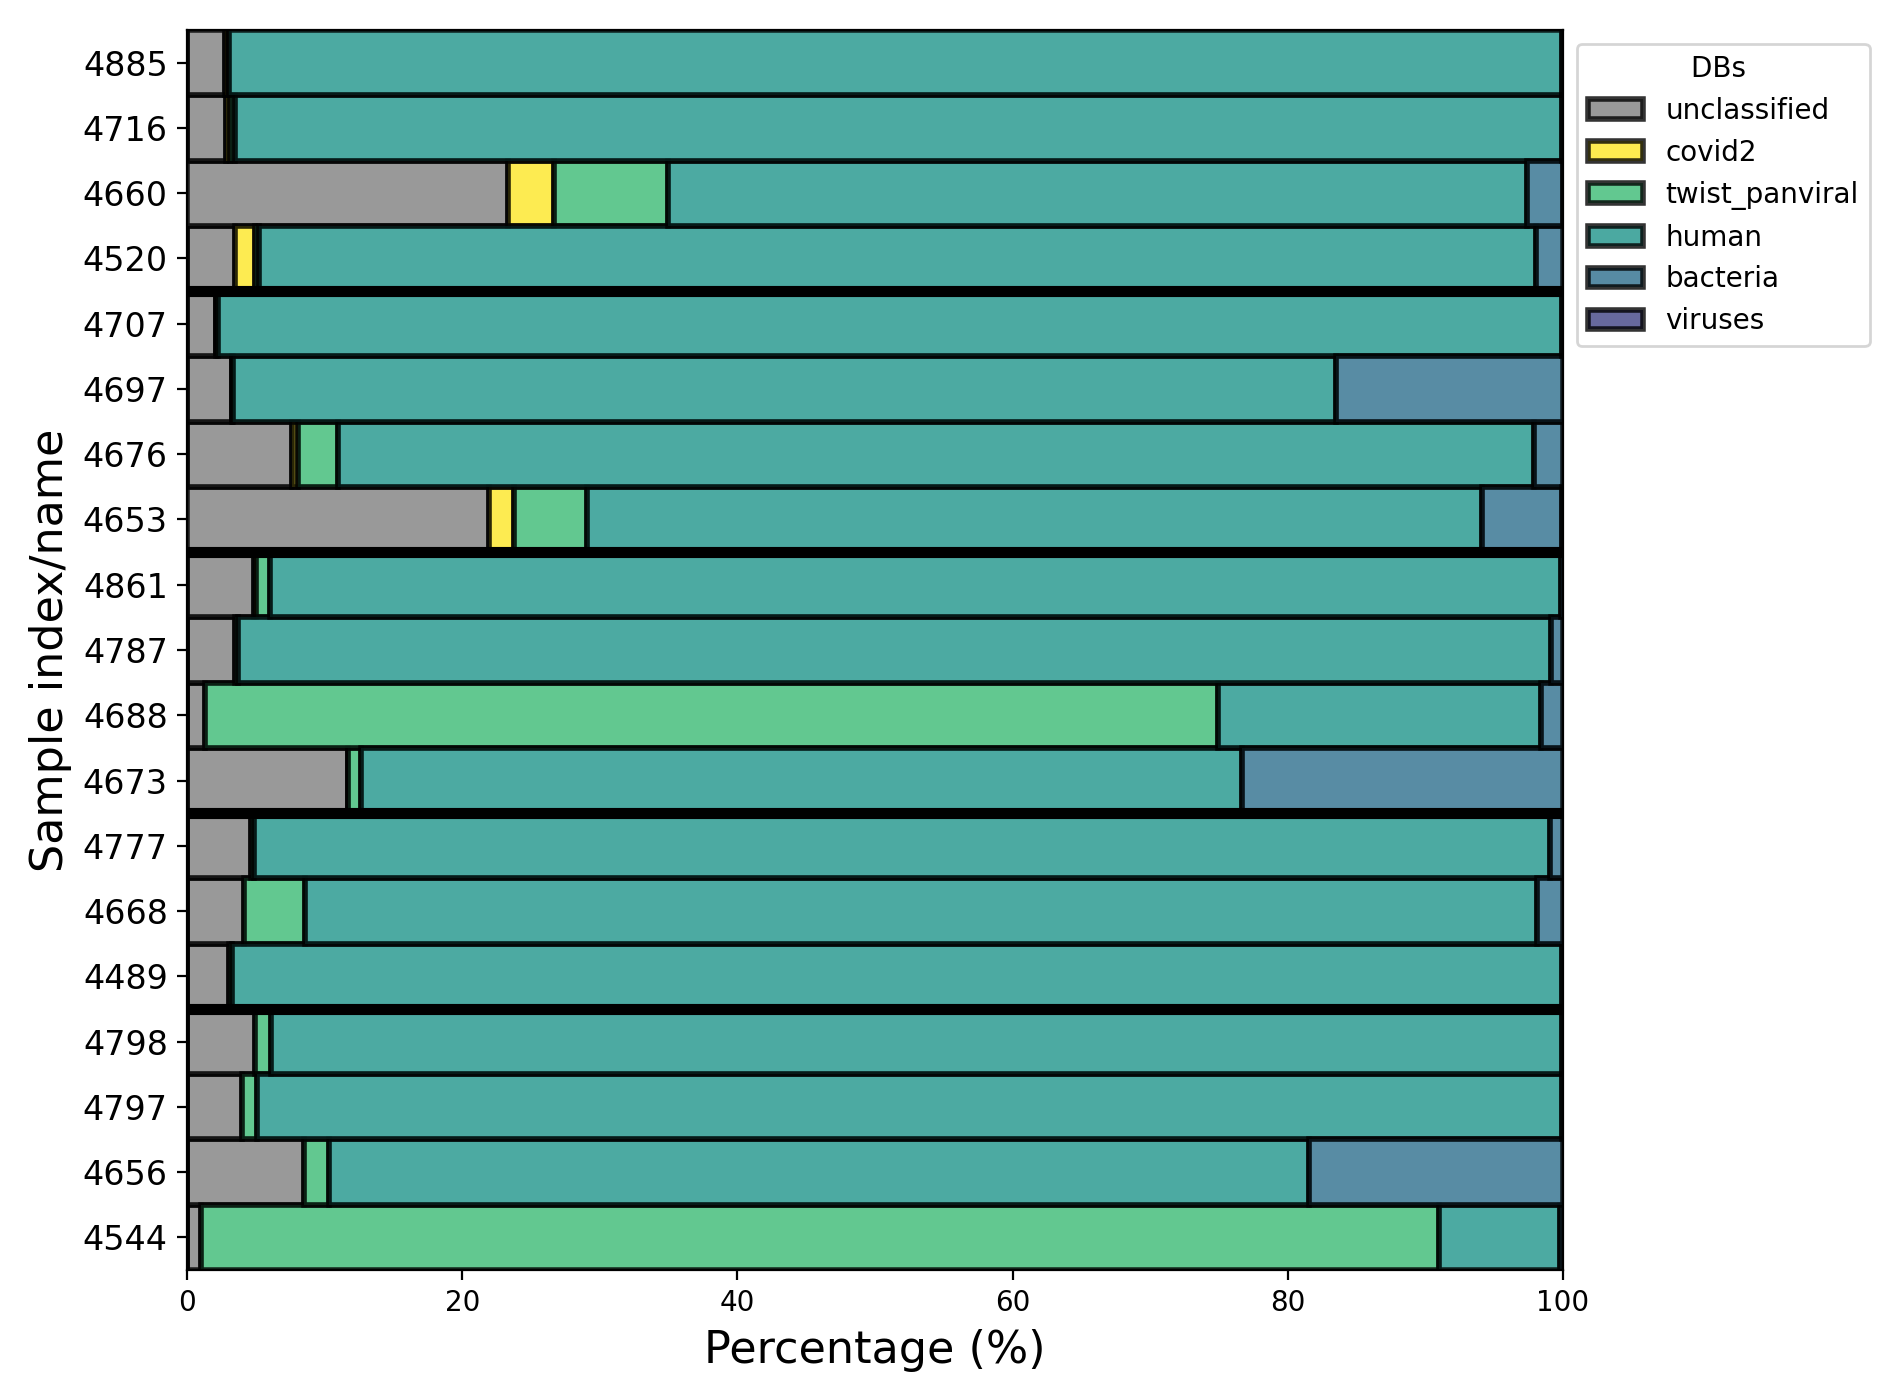 4885
4716
4660
4520
4707
4697
4676
4653
4861
4787
4688
4673
4777
4668
4489
4798
4797
4656
4544
Sample index/name
0 20 40 60 80 100
Percentage (%)
DBs
unclassified
covid2
twist_panviral
human
bacteria
viruses